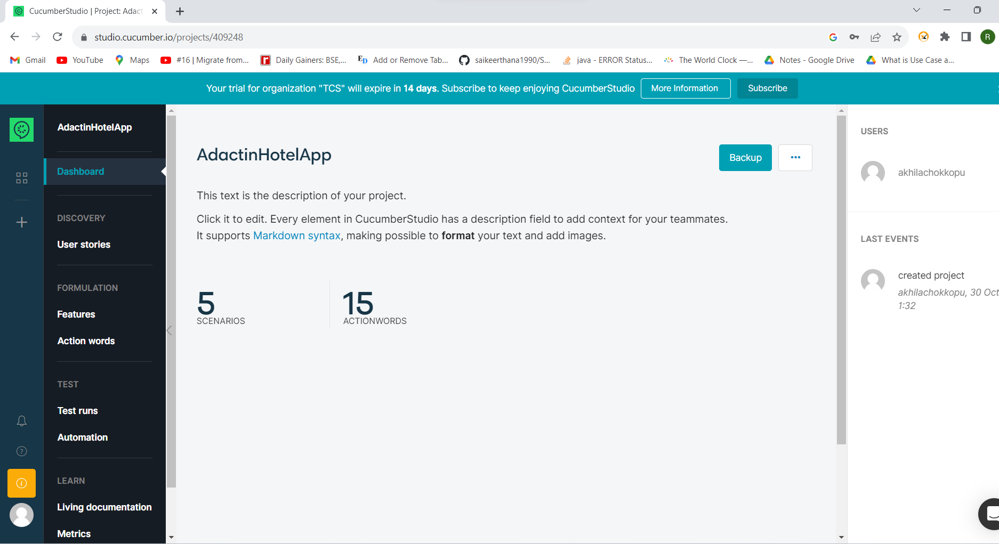 CucumberStudio | Project: Adact
studio.cucumber.io/projects/409248
R
Gmail
YouTube
Maps
#16 | Migrate from...
Daily Gainers: BSE,...
ED
Add or Remove Tab...
saikeerthana1990/S...
java - ERROR Status...
The World Clock —...
Notes - Google Drive
What is Use Case a...
Your trial for organization "TCS" will expire in 14 days. Subscribe to keep enjoying CucumberStudio
More Information
Subscribe
AdactinHotelApp
Dashboard
DISCOVERY
User stories
FORMULATION
Features
Action words
TEST
Test runs
Automation
LEARN
Living documentation
Metrics
AdactinHotelApp
Backup
...
This text is the description of your project.
Click it to edit. Every element in CucumberStudio has a description field to add context for your teammates.
It supports Markdown syntax, making possible to format your text and add images.
5
SCENARIOS
15
ACTIONWORDS
USERS
akhilachokkopu
LAST EVENTS
created project
akhilachokkopu, 30 Oct
1:32